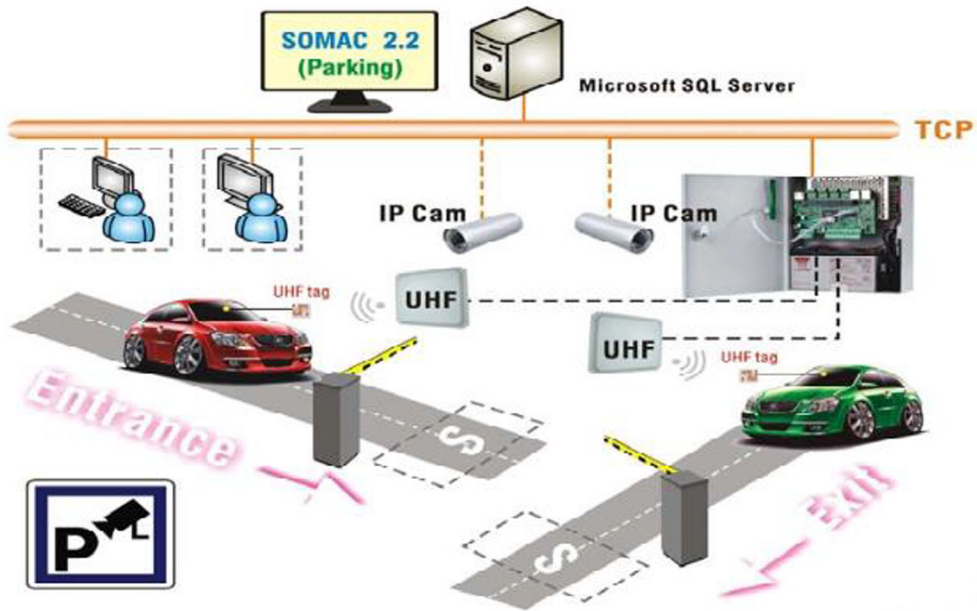 SOMAC 2.2
(Parking)
Microsoft SQL Server
TCP
IP Cam
IP Cam
UHF tag
UHF
UHF
UHF tag
Entrance
S
Exit
S
P